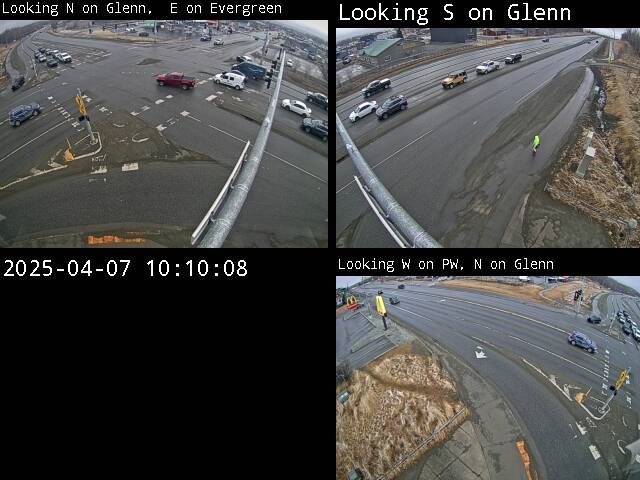 Looking N on Glenn,  E on Evergreen
Looking S on Glenn
2025-04-07 10:10:08
Looking W on PW, N on Glenn